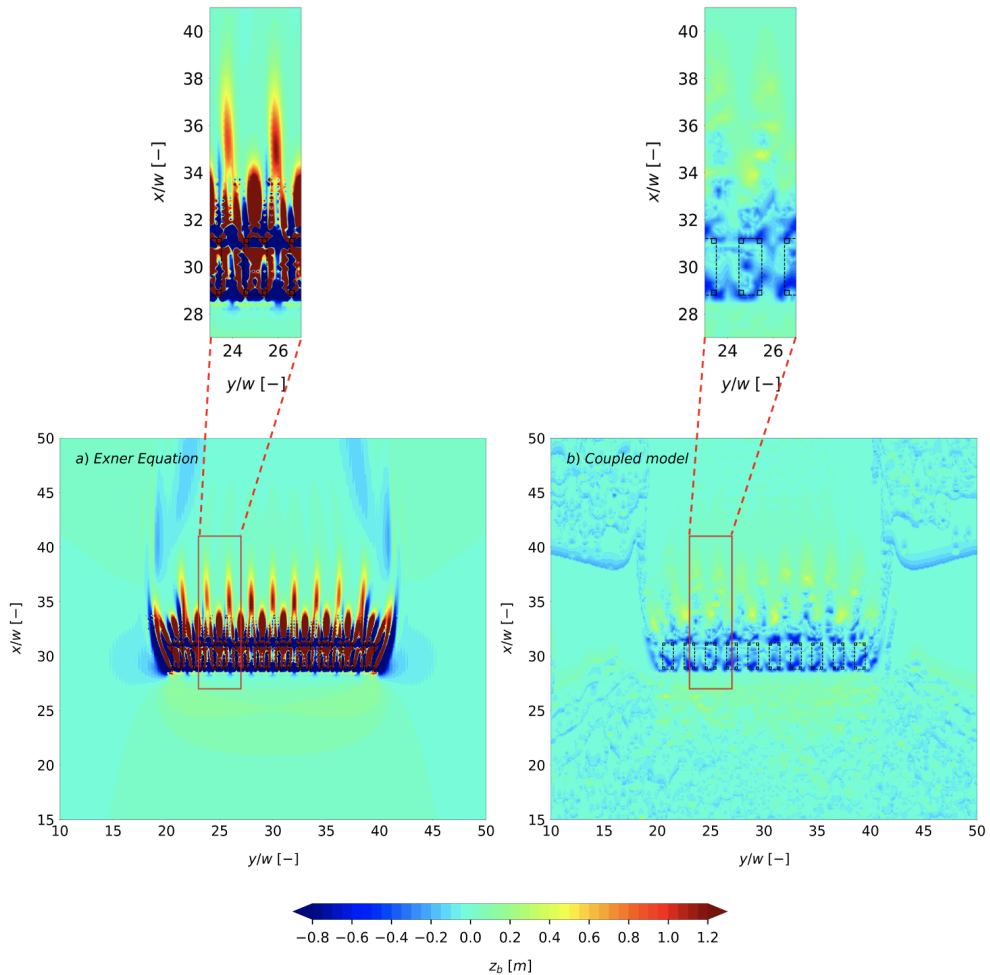 40
38
36
34
32
30
28
x/w [−]
24 26
y/w [−]
40
38
36
34
32
30
28
x/w [−]
24 26
y/w [−]
a) Exner Equation
50
45
40
35
30
25
20
15
x/w [−]
10 15 20 25 30 35 40 45 50
y/w [−]
b) Coupled model
50
45
40
35
30
25
20
15
x/w [−]
10 15 20 25 30 35 40 45 50
y/w [−]
−0.8 −0.6 −0.4 −0.2 0.0 0.2 0.4 0.6 0.8 1.0 1.2
z_b [m]